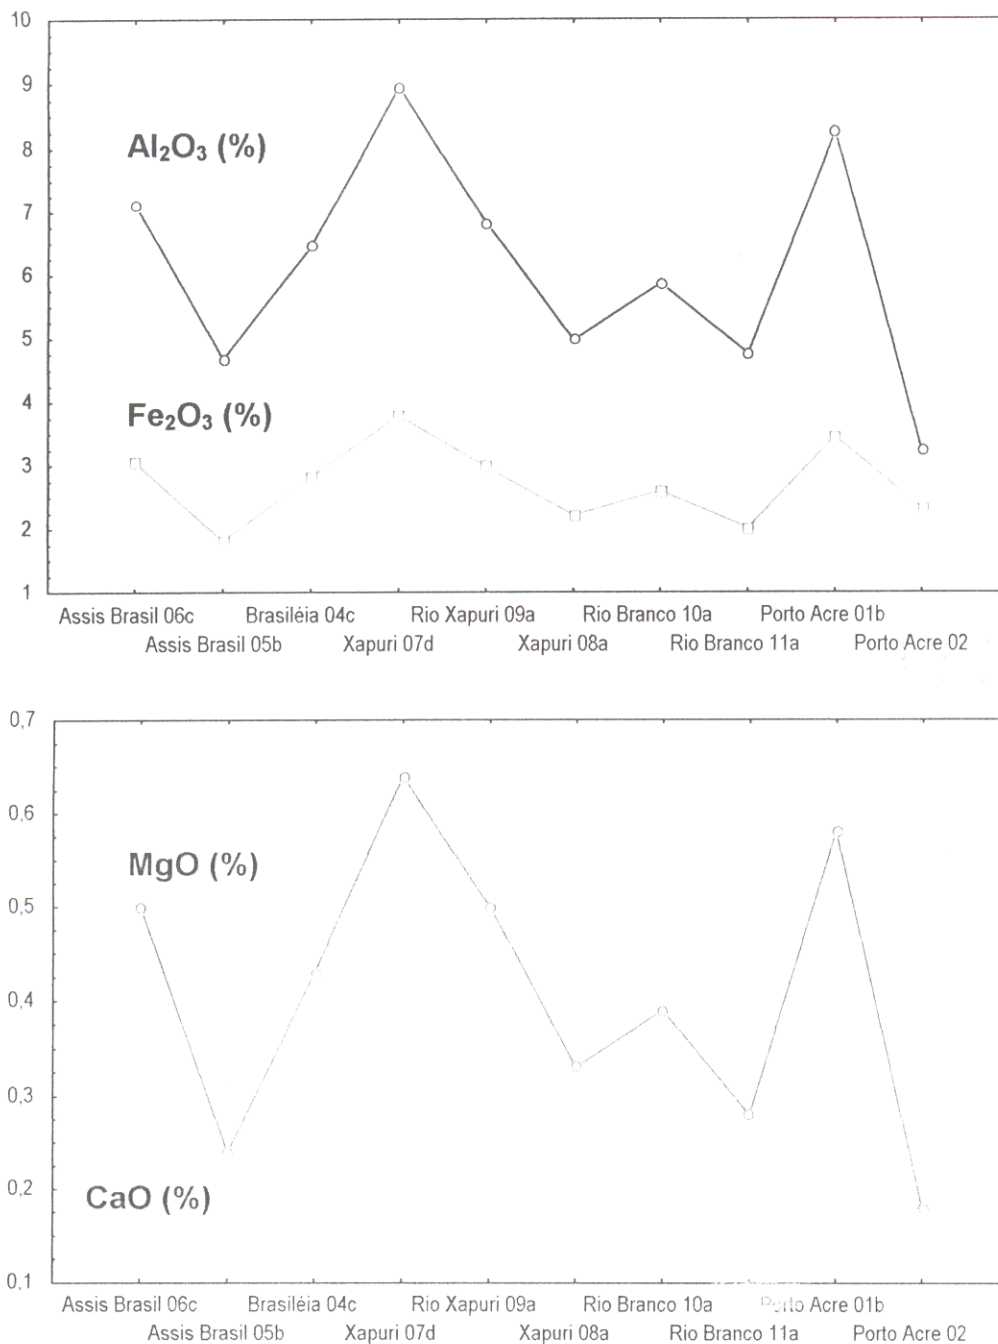 10
9
Al₂O₃ (%)
8
7
6
5
4
Fe₂O₃ (%)
3
2
1
Assis Brasil 06c Brasiléia 04c Rio Xapuri 09a Rio Branco 10a Porto Acre 01b
Assis Brasil 05b Xapuri 07d Xapuri 08a Rio Branco 11a Porto Acre 02
0,7
0,6
MgO (%)
0,5
0,4
0,3
0,2
CaO (%)
0,1
Assis Brasil 06c Brasiléia 04c Rio Xapuri 09a Rio Branco 10a Porto Acre 01b
Assis Brasil 05b Xapuri 07d Xapuri 08a Rio Branco 11a Porto Acre 02